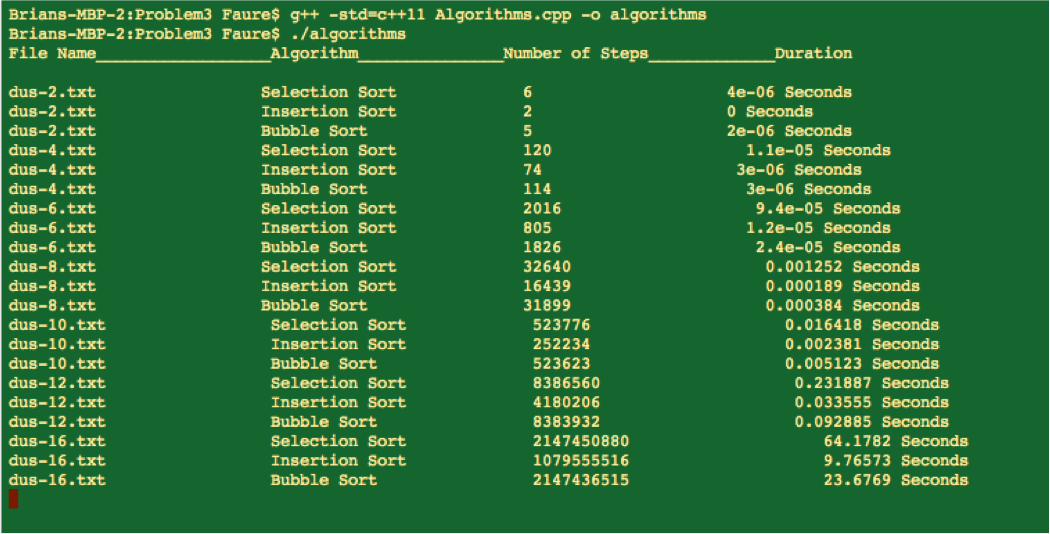 Brians-MBP-2:Problem3 Faure$ g++ -std=c++11 Algorithms.cpp -o algorithms
Brians-MBP-2:Problem3 Faure$ ./algorithms
File Name__________________Algorithm_______________Number of Steps_____________Duration
dus-2.txt Selection Sort 6 4e-06 Seconds
dus-2.txt Insertion Sort 2 0 Seconds
dus-2.txt Bubble Sort 5 2e-06 Seconds
dus-4.txt Selection Sort 120 1.1e-05 Seconds
dus-4.txt Insertion Sort 74 3e-06 Seconds
dus-4.txt Bubble Sort 114 3e-06 Seconds
dus-6.txt Selection Sort 2016 9.4e-05 Seconds
dus-6.txt Insertion Sort 805 1.2e-05 Seconds
dus-6.txt Bubble Sort 1826 2.4e-05 Seconds
dus-8.txt Selection Sort 32640 0.001252 Seconds
dus-8.txt Insertion Sort 16439 0.000189 Seconds
dus-8.txt Bubble Sort 31899 0.000384 Seconds
dus-10.txt Selection Sort 523776 0.016418 Seconds
dus-10.txt Insertion Sort 252234 0.002381 Seconds
dus-10.txt Bubble Sort 523623 0.005123 Seconds
dus-12.txt Selection Sort 8386560 0.231887 Seconds
dus-12.txt Insertion Sort 4180206 0.033555 Seconds
dus-12.txt Bubble Sort 8383932 0.092885 Seconds
dus-16.txt Selection Sort 2147450880 64.1782 Seconds
dus-16.txt Insertion Sort 1079555516 9.76573 Seconds
dus-16.txt Bubble Sort 2147436515 23.6769 Seconds